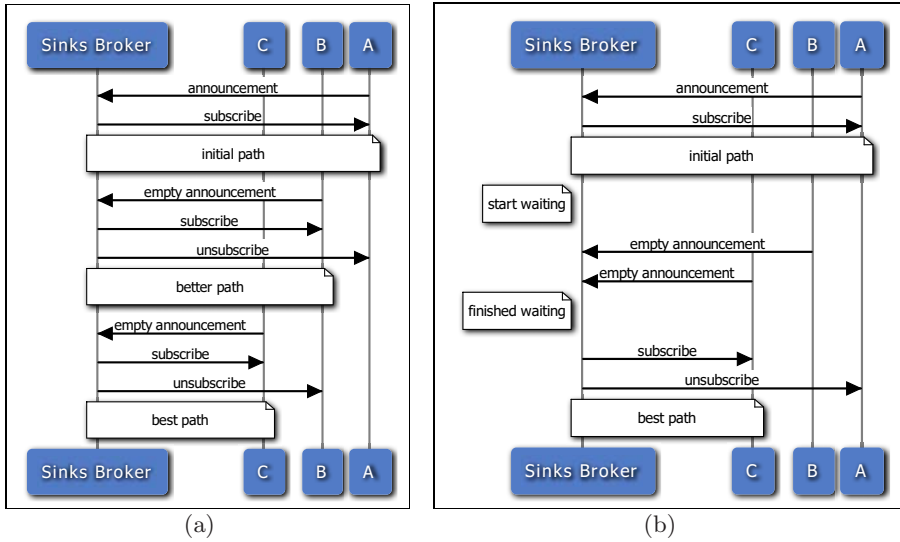 Sinks Broker C B A
announcement
subscribe
initial path
empty announcement
subscribe
unsubscribe
better path
empty announcement
subscribe
unsubscribe
best path
Sinks Broker C B A
(a)
Sinks Broker C B A
announcement
subscribe
initial path
start waiting
empty announcement
empty announcement
finished waiting
subscribe
unsubscribe
best path
Sinks Broker C B A
(b)